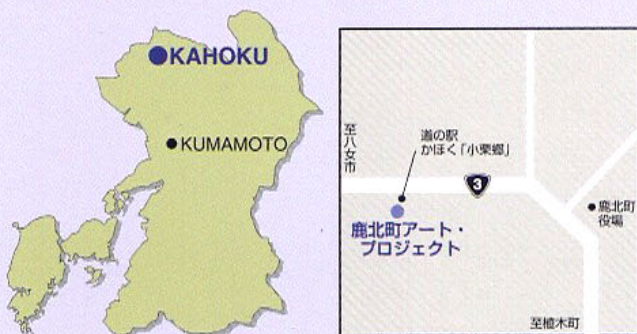 KAHOKU
KUMAMOTO
至八女市
道の駅
かほく「小栗郷」
3
鹿北町アート・
プロジェクト
鹿北町
役場
至植木町